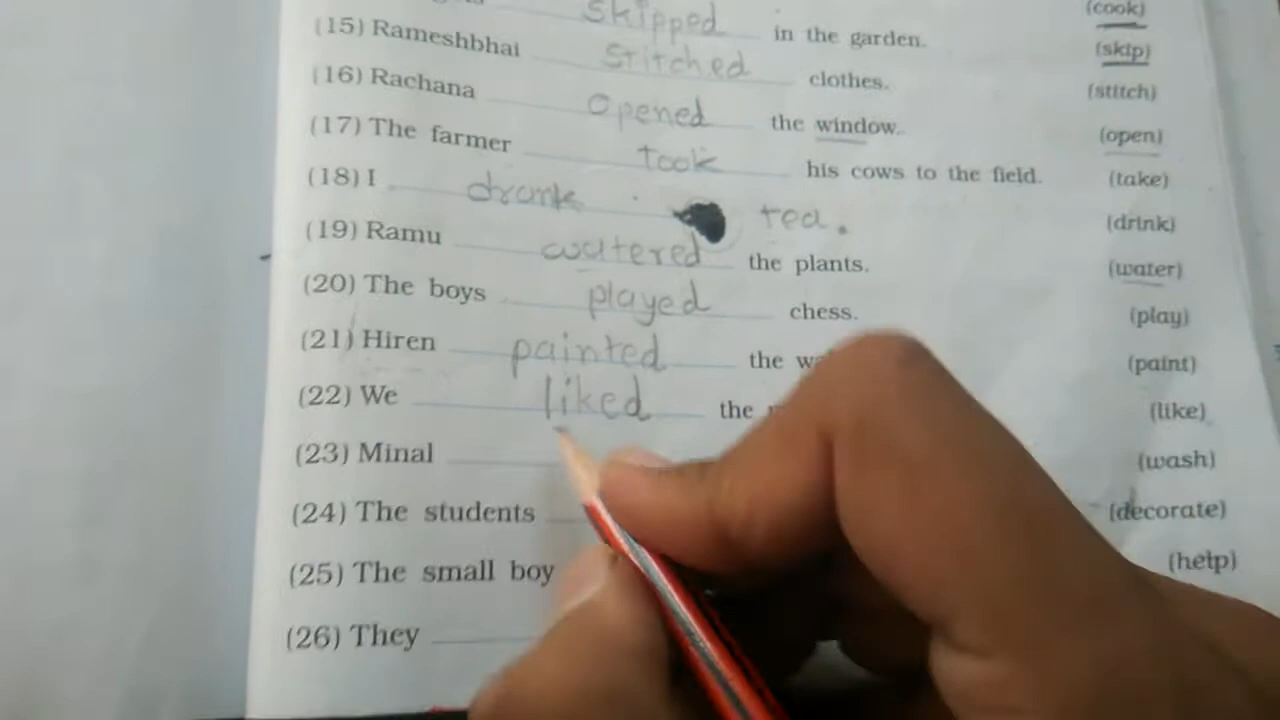 skipped in the garden. (cook)
(15) Rameshbhai stitched clothes. (skip)
(16) Rachana opened the window. (stitch)
(17) The farmer took his cows to the field. (open)
(18) I drank tea. (take)
(19) Ramu watered the plants. (drink)
(20) The boys played chess. (water)
(21) Hiren painted the (play)
(22) We liked the (paint)
(23) Minal (like)
(24) The students (wash)
(25) The small boy (decorate)
(26) They (help)